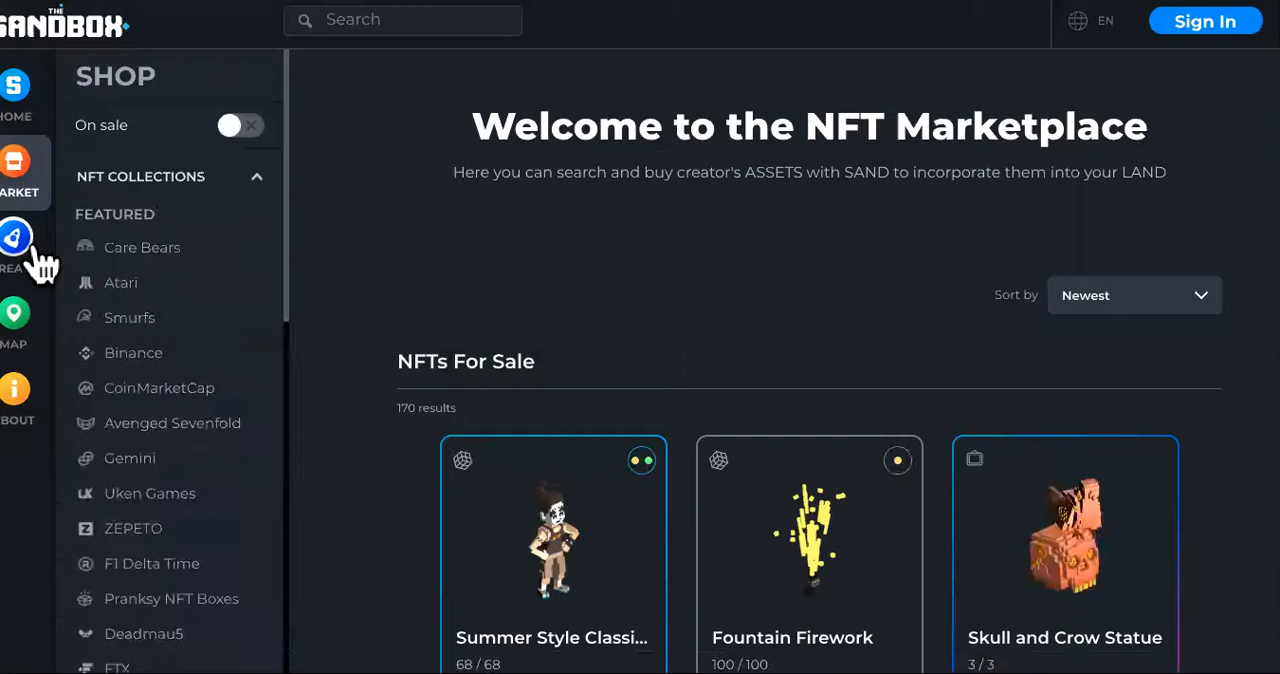 THE
SANDBOX
Search
EN
Sign In
HOME
MARKET
MAP
ABOUT
SHOP
On sale
NFT COLLECTIONS
FEATURED
Care Bears
Atari
Smurfs
Binance
CoinMarketCap
Avenged Sevenfold
Gemini
Uken Games
ZEPETO
F1 Delta Time
Pranksy NFT Boxes
Deadmau5
FTX
Welcome to the NFT Marketplace
Here you can search and buy creator's ASSETS with SAND to incorporate them into your LAND
Sort by
Newest
NFTs For Sale
170 results
Summer Style Classi...
68 / 68
Fountain Firework
100 / 100
Skull and Crow Statue
3 / 3